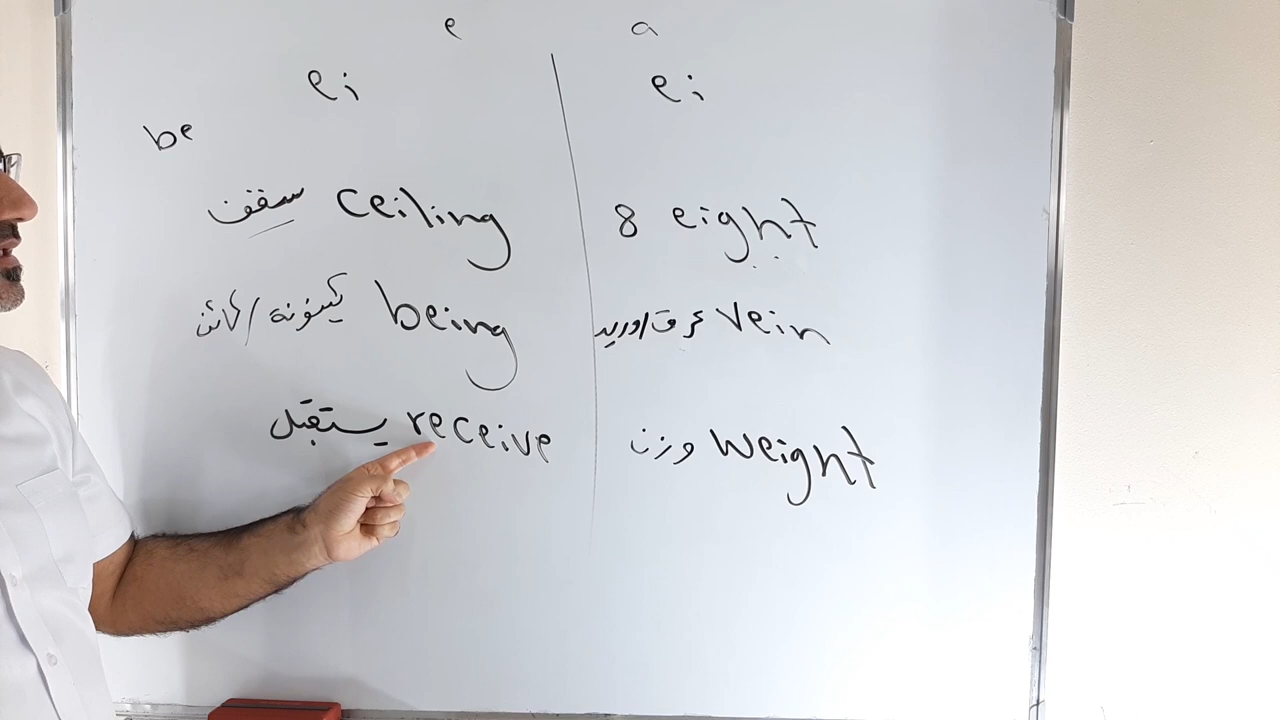 e a
ei ei
be
سقف ceiling 8 eight
كينونة/كائن being عرق/وريد vein
يستقبل receive وزن weight